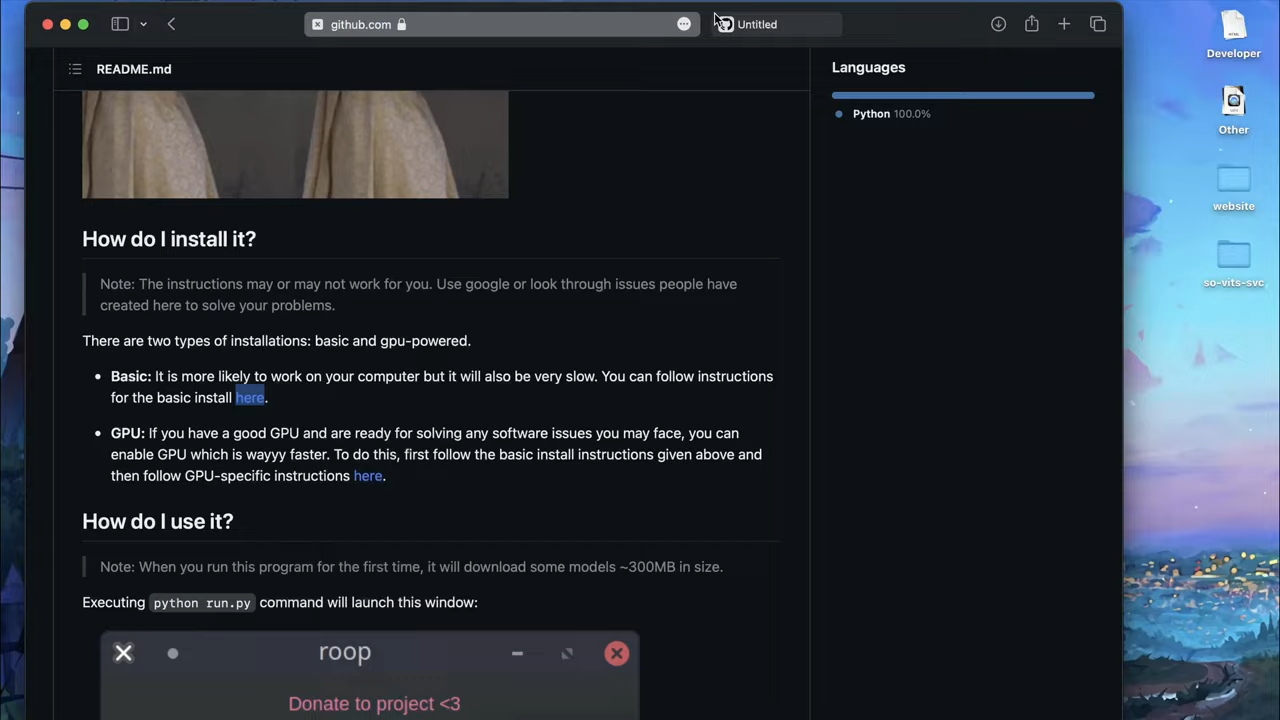 github.com
Untitled
README.md
Languages
Python 100.0%
How do I install it?
Note: The instructions may or may not work for you. Use google or look through issues people have
created here to solve your problems.
There are two types of installations: basic and gpu-powered.
Basic: It is more likely to work on your computer but it will also be very slow. You can follow instructions
for the basic install here.
GPU: If you have a good GPU and are ready for solving any software issues you may face, you can
enable GPU which is wayyy faster. To do this, first follow the basic install instructions given above and
then follow GPU-specific instructions here.
How do I use it?
Note: When you run this program for the first time, it will download some models ~300MB in size.
Executing python run.py command will launch this window:
roop
Donate to project <3
Developer
Other
website
so-vits-svc